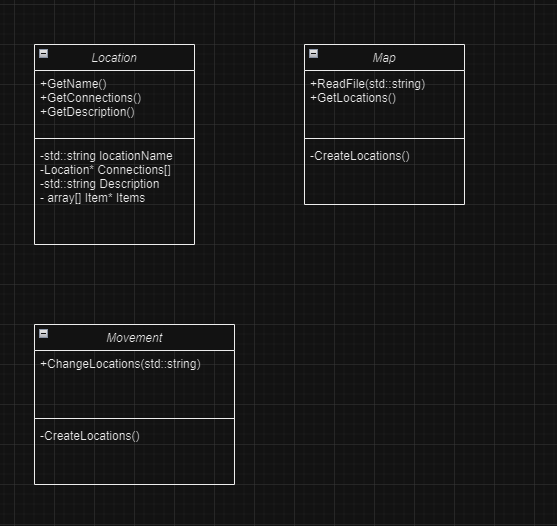 Location
+GetName()
+GetConnections()
+GetDescription()
-std::string locationName
-Location* Connections[]
-std::string Description
- array[] Item* Items
Map
+ReadFile(std::string)
+GetLocations()
-CreateLocations()
Movement
+ChangeLocations(std::string)
-CreateLocations()